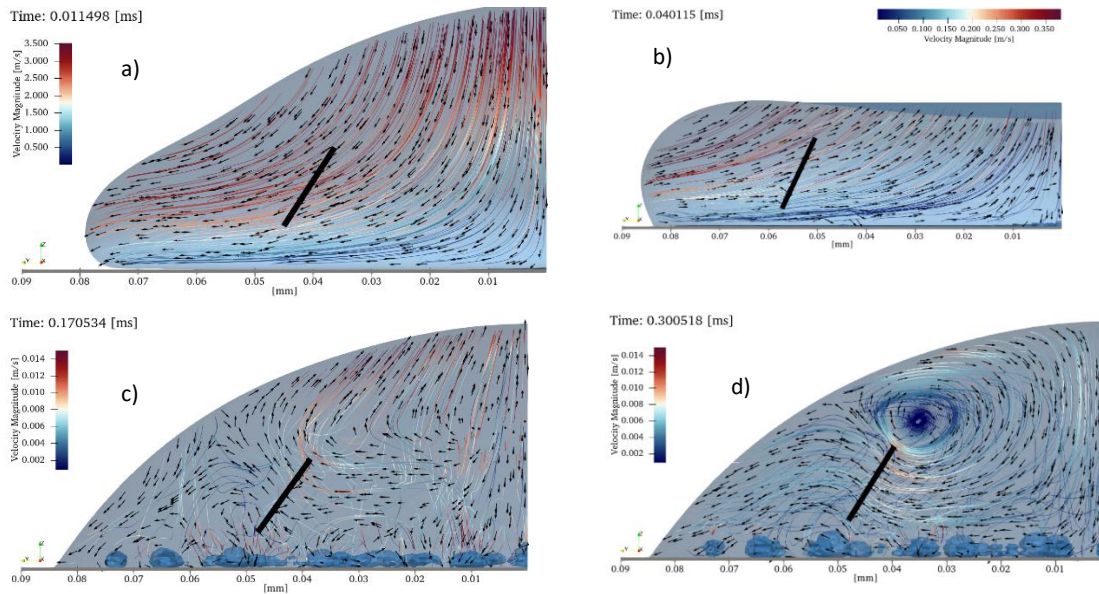 Time: 0.011498 [ms]
a)
Velocity Magnitude [m/s]
3.500
3.000
2.500
2.000
1.500
1.000
0.500
Z
Y
0.09 0.08 0.07 0.06 0.05 0.04 0.03 0.02 0.01
[mm]
Time: 0.040115 [ms]
b)
0.050 0.100 0.150 0.200 0.250 0.300 0.350
Velocity Magnitude [m/s]
Z
Y
0.09 0.08 0.07 0.06 0.05 0.04 0.03 0.02 0.01
[mm]
Time: 0.170534 [ms]
c)
Velocity Magnitude [m/s]
0.014
0.012
0.010
0.008
0.006
0.004
0.002
Z
Y
0.09 0.08 0.07 0.06 0.05 0.04 0.03 0.02 0.01
[mm]
Time: 0.300518 [ms]
d)
Velocity Magnitude [m/s]
0.014
0.012
0.010
0.008
0.006
0.004
0.002
Z
Y
0.09 0.08 0.07 0.06 0.05 0.04 0.03 0.02 0.01
[mm]